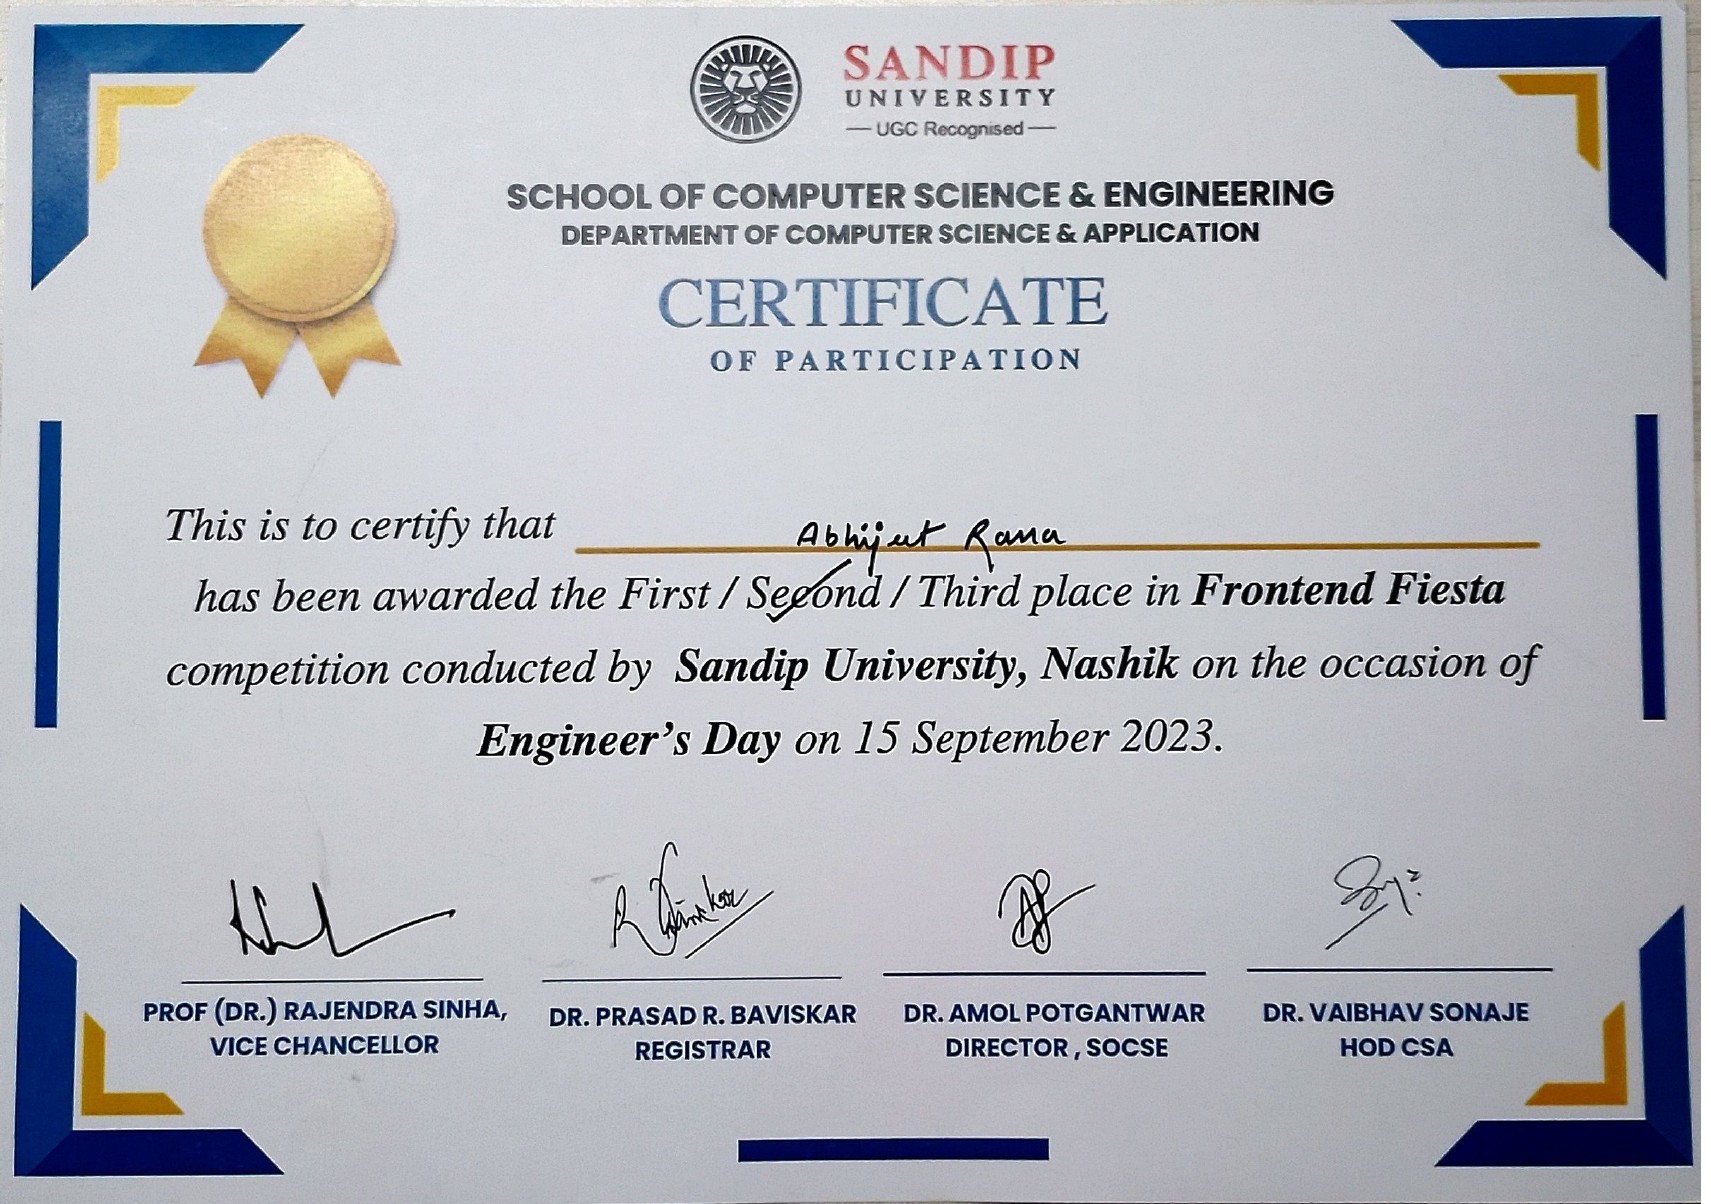 SANDIP
UNIVERSITY
UGC Recognised
SCHOOL OF COMPUTER SCIENCE & ENGINEERING
DEPARTMENT OF COMPUTER SCIENCE & APPLICATION
CERTIFICATE
OF PARTICIPATION
This is to certify that Abhijeet Rana
has been awarded the First / Second / Third place in Frontend Fiesta
competition conducted by Sandip University, Nashik on the occasion of
Engineer's Day on 15 September 2023.
PROF (DR.) RAJENDRA SINHA,
VICE CHANCELLOR
DR. PRASAD R. BAVISKAR
REGISTRAR
DR. AMOL POTGANTWAR
DIRECTOR , SOCSE
DR. VAIBHAV SONAJE
HOD CSA